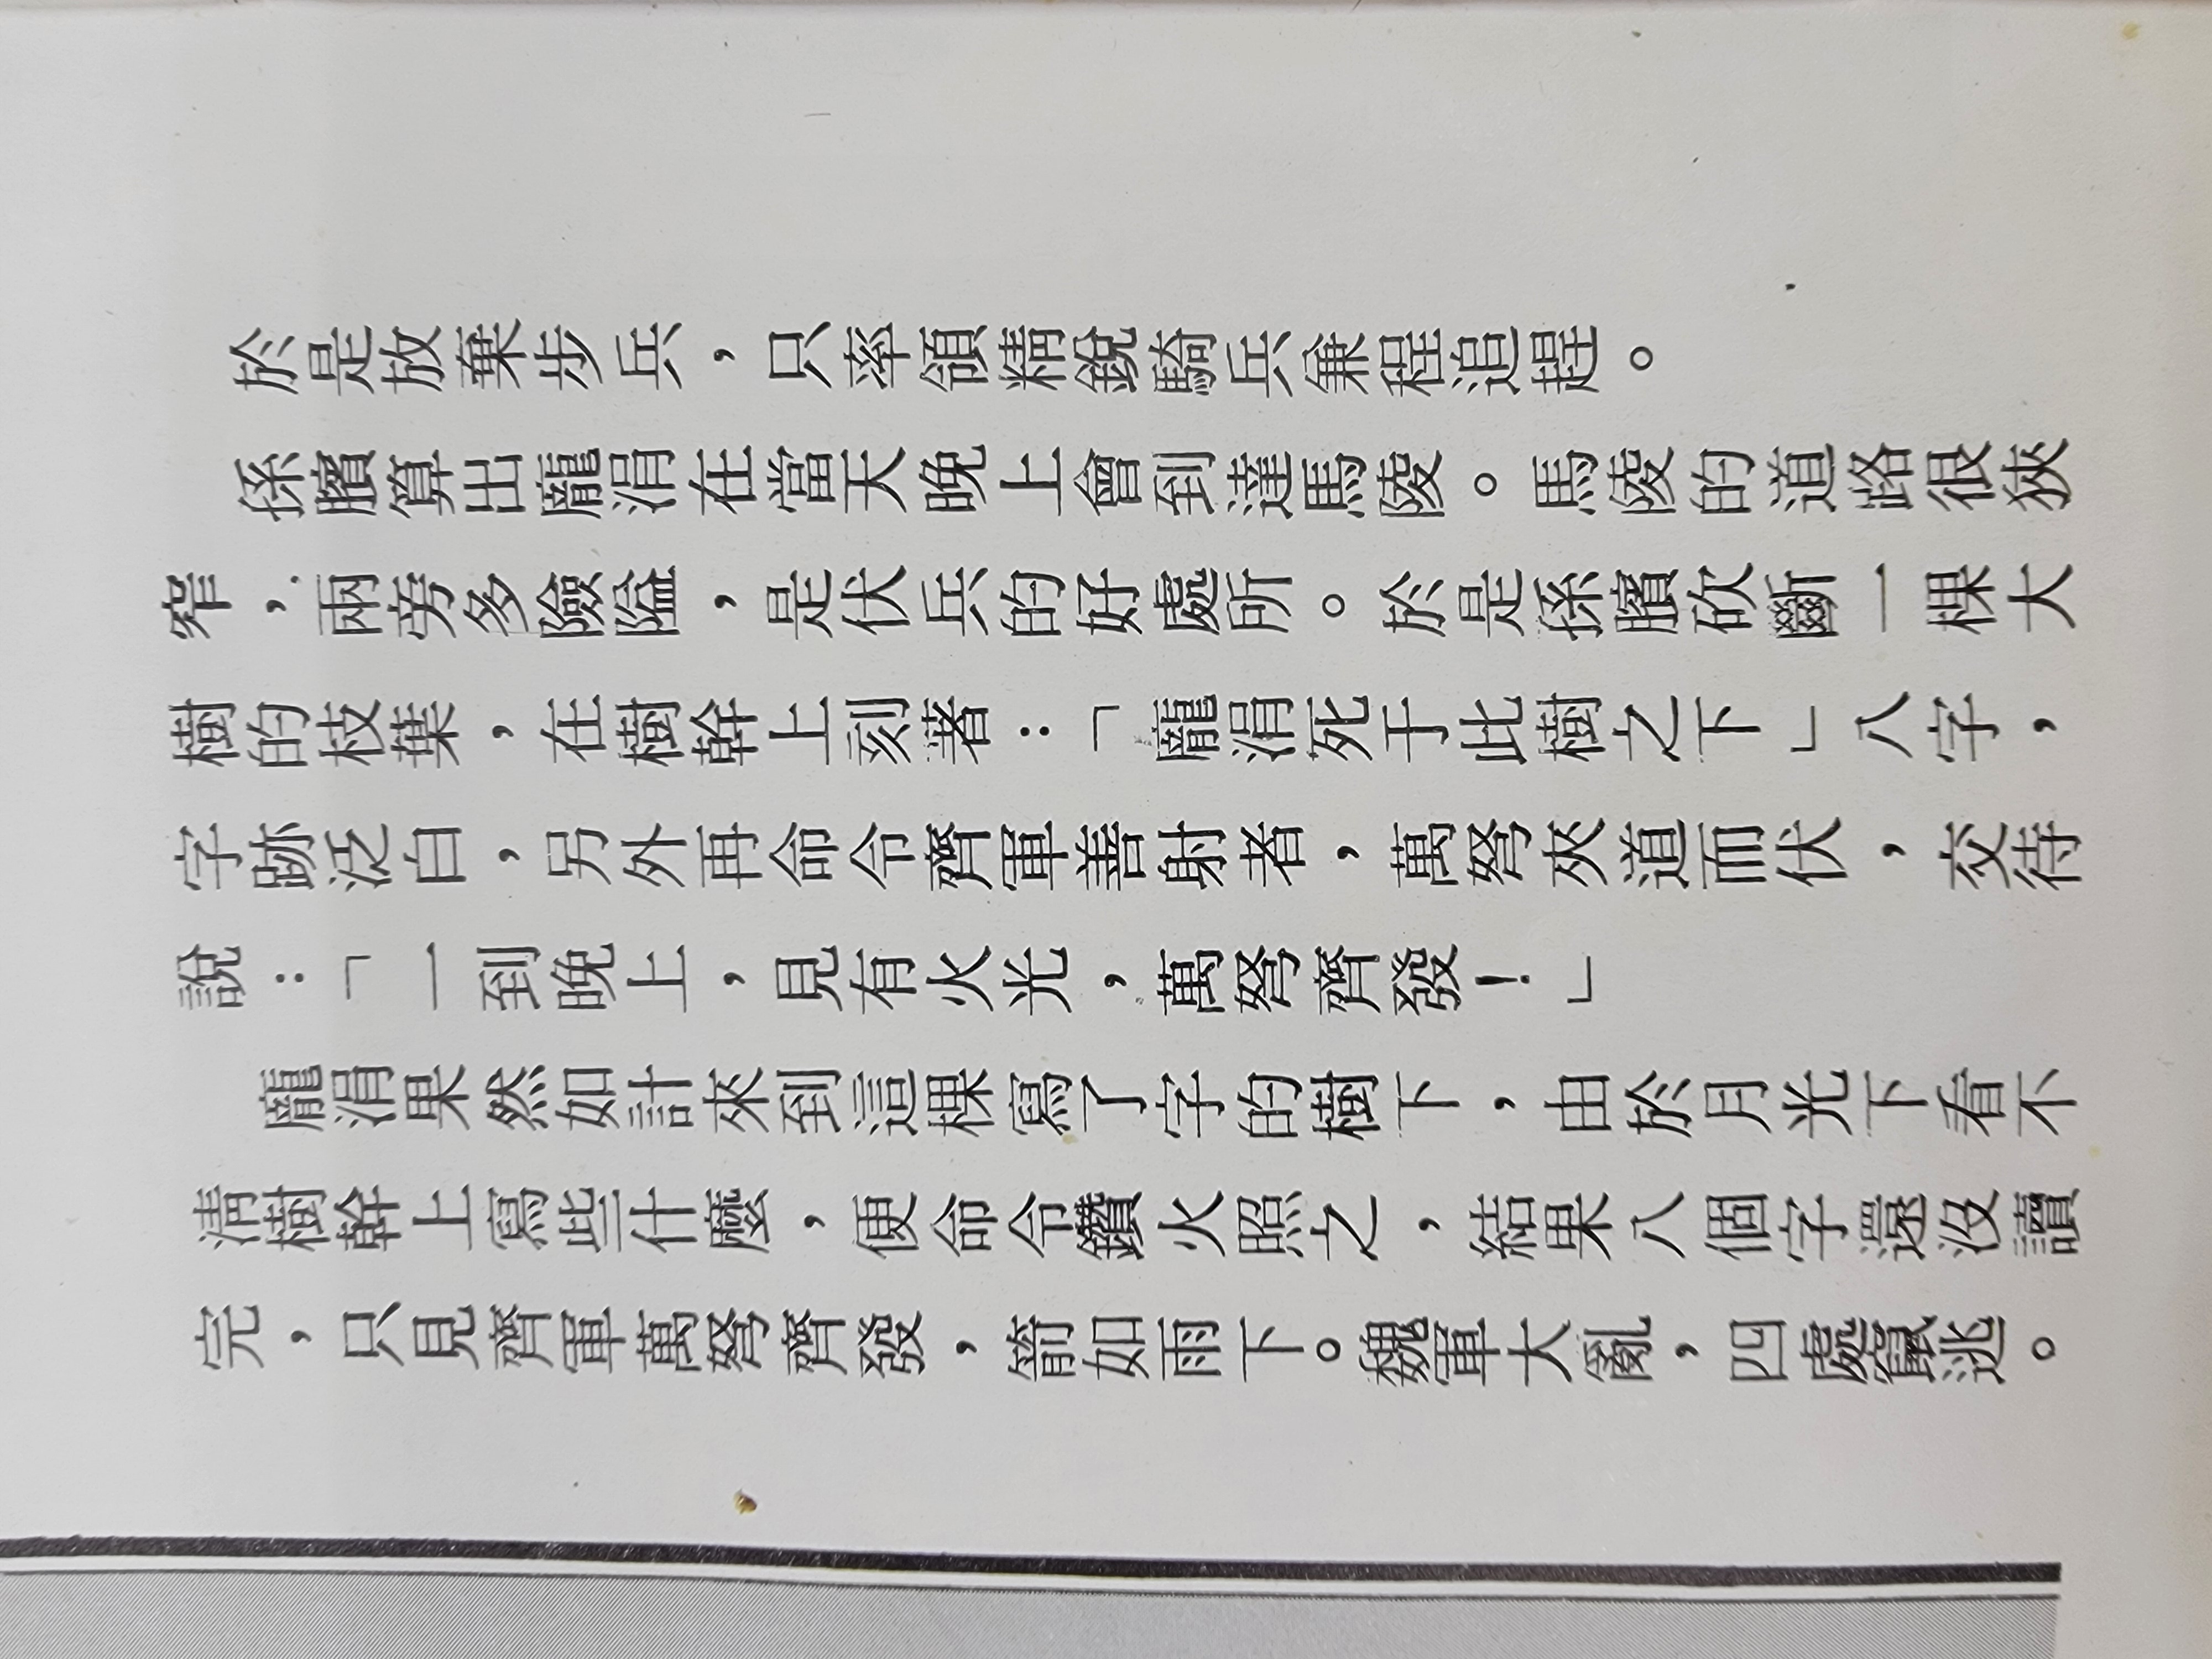 於是放棄步兵，只率領精銳騎兵兼程追趕。
孫臏算出龐涓在當天晚上會到達馬陵。馬陵的道路很狹
窄，兩旁多險隘，是伏兵的好處所。於是孫臏砍斷一棵大
樹的枝葉，在樹幹上刻著：「龐涓死于此樹之下」八字，
字跡泛白，另外再命令齊軍善射者，萬弩夾道而伏，交待
說：「一到晚上，見有火光，萬弩齊發！」
龐涓果然如計來到這棵寫了字的樹下，由於月光下看不
清樹幹上寫些什麼，便命令鑽火照之，結果八個字還沒讀
完，只見齊軍萬弩齊發，箭如雨下。魏軍大亂，四處竄逃。